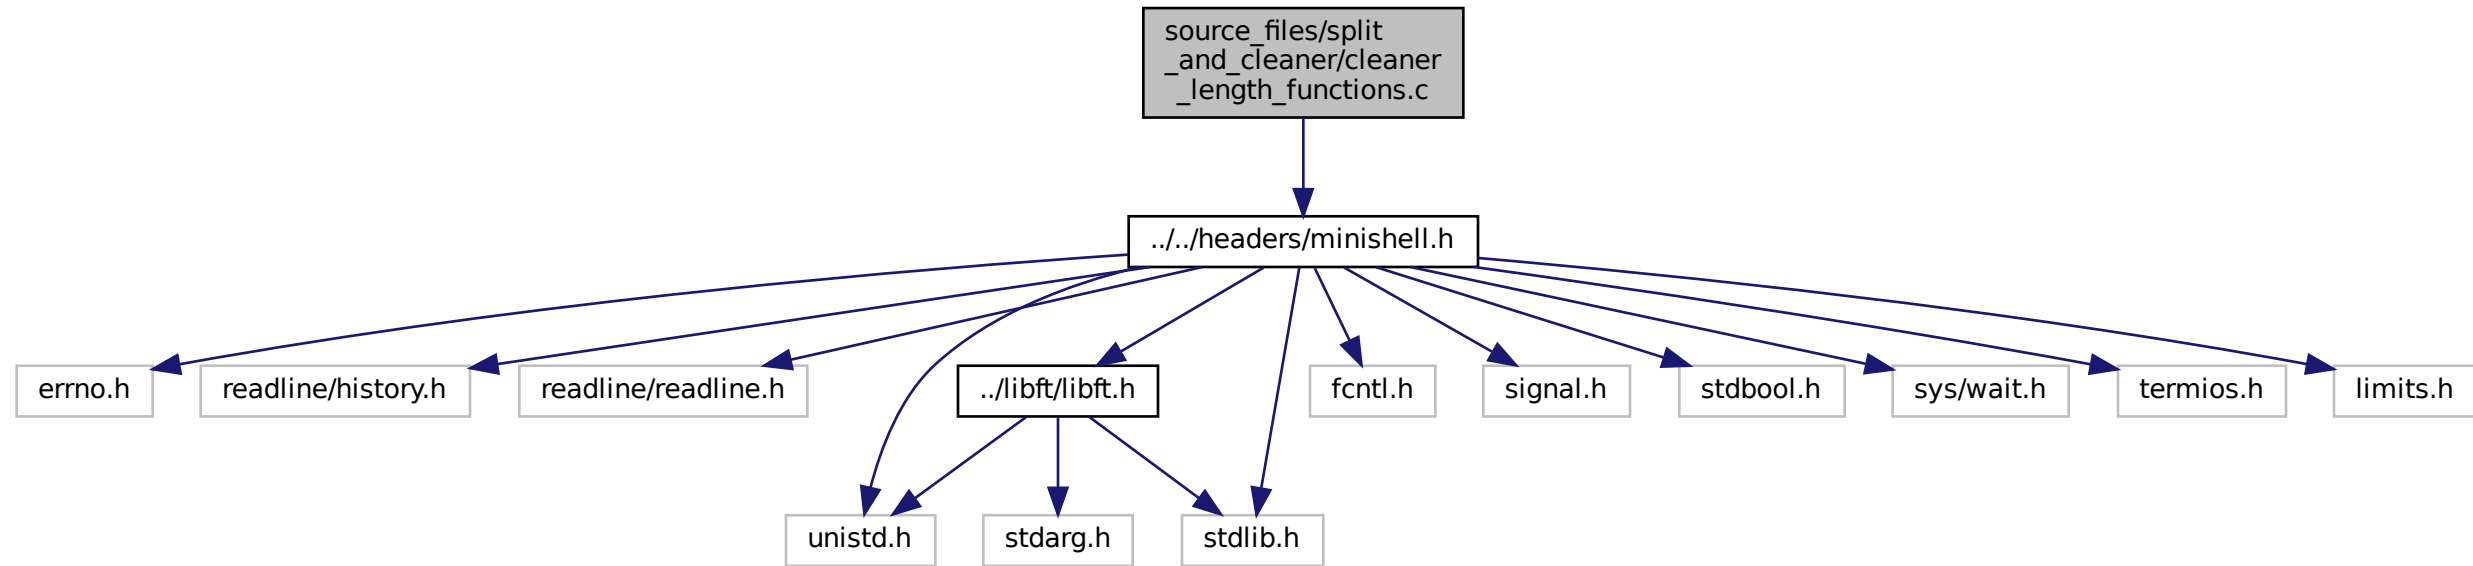 source_files/split
_and_cleaner/cleaner
_length_functions.c
../../headers/minishell.h
errno.h
readline/history.h
readline/readline.h
../libft/libft.h
fcntl.h
signal.h
stdbool.h
sys/wait.h
termios.h
limits.h
unistd.h
stdarg.h
stdlib.h